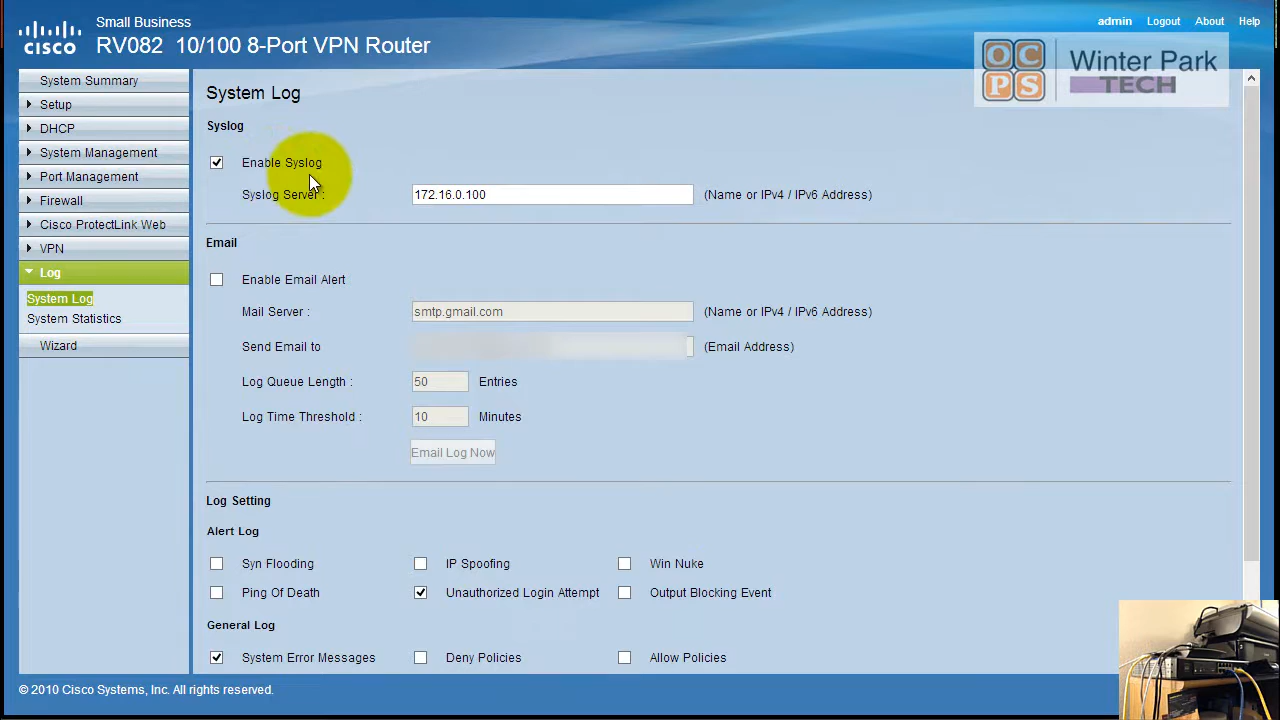 Small Business
CISCO RV082 10/100 8-Port VPN Router
admin Logout About Help
OCPS Winter Park TECH
System Summary
Setup
DHCP
System Management
Port Management
Firewall
Cisco ProtectLink Web
VPN
Log
System Log
System Statistics
Wizard
System Log
Syslog
Enable Syslog
Syslog Server : 172.16.0.100 (Name or IPv4 / IPv6 Address)
Email
Enable Email Alert
Mail Server : smtp.gmail.com (Name or IPv4 / IPv6 Address)
Send Email to (Email Address)
Log Queue Length : 50 Entries
Log Time Threshold : 10 Minutes
Email Log Now
Log Setting
Alert Log
Syn Flooding IP Spoofing Win Nuke
Ping Of Death Unauthorized Login Attempt Output Blocking Event
General Log
System Error Messages Deny Policies Allow Policies
© 2010 Cisco Systems, Inc. All rights reserved.